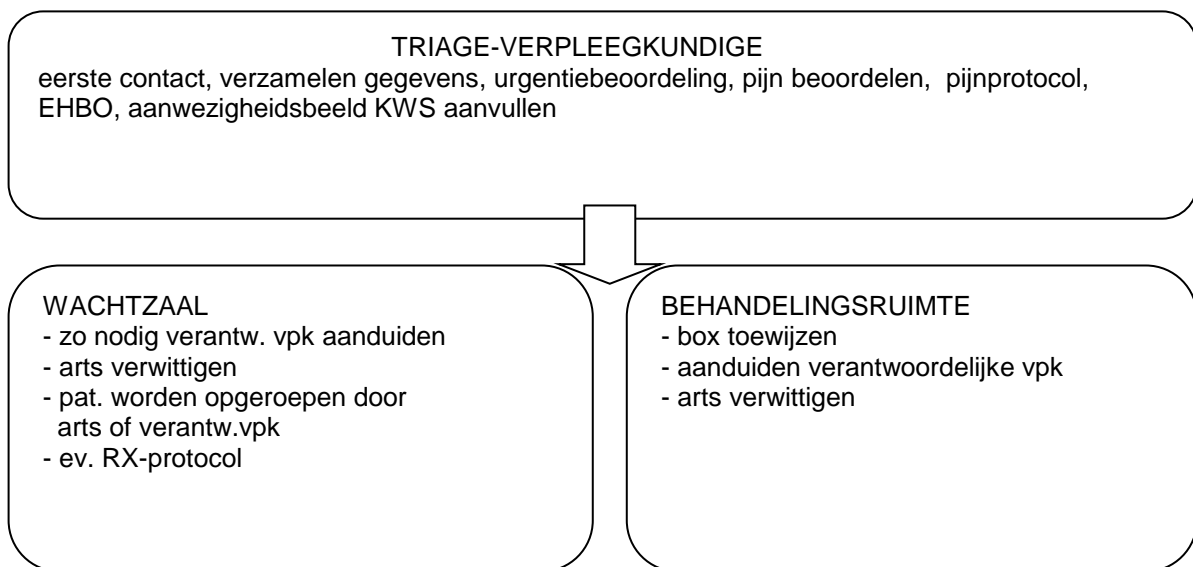 TRIAGE-VERPLEEGKUNDIGE
eerste contact, verzamelen gegevens, urgentiebeoordeling, pijn beoordelen, pijnprotocol,
EHBO, aanwezigheidsbeeld KWS aanvullen
WACHTZAAL
- zo nodig verantw. vpk aanduiden
- arts verwittigen
- pat. worden opgeroepen door
arts of verantw.vpk
- ev. RX-protocol
BEHANDELINGSRUIMTE
- box toewijzen
- aanduiden verantwoordelijke vpk
- arts verwittigen